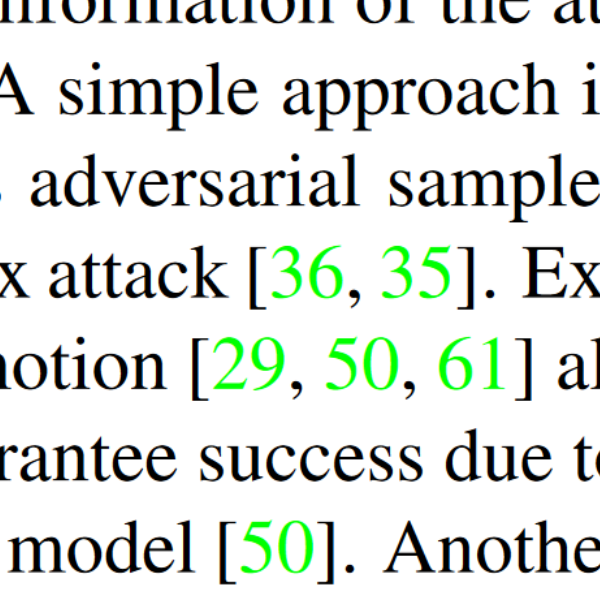 information of the at
A simple approach i
adversarial sample
x attack [36, 35]. Ex
notion [29, 50, 61] al
rantee success due to
model [50]. Anothe